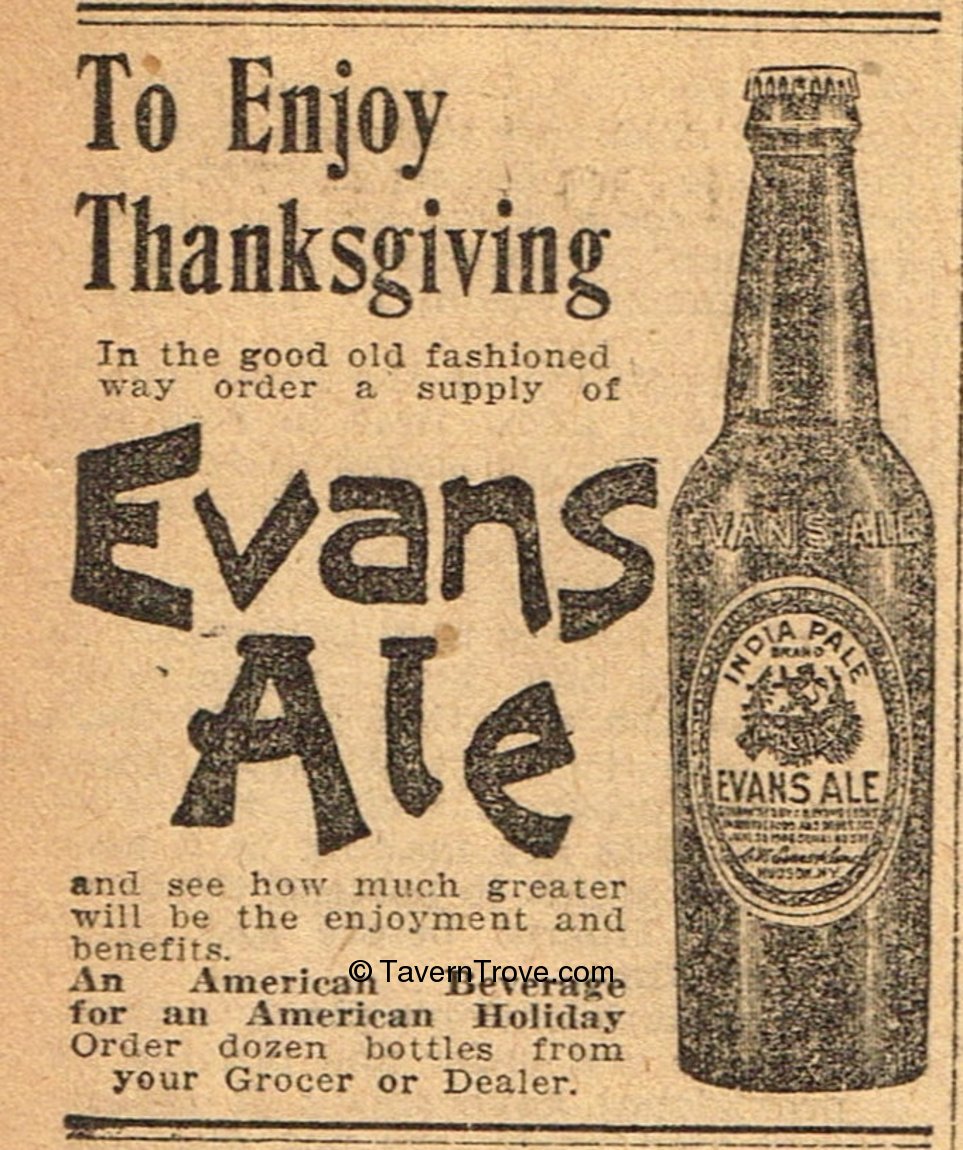 To Enjoy
Thanksgiving
In the good old fashioned
way order a supply of
Evans
Ale
and see how much greater
will be the enjoyment and
benefits.
An American Beverage
for an American Holiday
Order dozen bottles from
your Grocer or Dealer.
© TavernTrove.com
EVANS ALE
INDIA PALE
BRAND
EVANS ALE
HUDSON, N.Y.